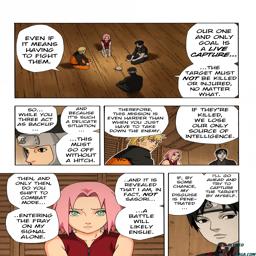 OUR ONE
AND ONLY
GOAL IS A
LIVE
CAPTURE...
...THE
TARGET MUST
NOT BE KILLED
OR INJURED,
NO MATTER
WHAT.
EVEN IF
IT MEANS
HAVING
TO FIGHT
THEM.
IF THEY'RE
KILLED,
WE LOSE OUR
ONLY
SOURCE OF
INTELLIGENCE.
THEREFORE,
THIS MISSION
IS EVEN
HARDER THAN
WHEN YOU
JUST HAVE
TO TAKE
DOWN THE
ENEMY.
AND
BECAUSE
IT'S SUCH
A DELICATE
SITUATION...
...THIS
MUST GO
OFF WITHOUT
A HITCH.
SO...
WHILE YOU
THREE ACT
AS BACKUP
...
I'LL GO
AHEAD AND
TRY TO
CAPTURE
THE TARGET
BY MYSELF.
IF, BY
SOME
CHANCE,
MY
DISGUISE
IS PENE-
TRATED
...AND IT IS
REVEALED
THAT I AM,
IN FACT,
NOT
SASORI...
...A
BATTLE
WILL
LIKELY
ENSUE.
THEN, AND
ONLY THEN,
DO YOU
SHIFT TO
COMBAT
MODE...
...ENTERING
THE FRAY
ON MY
SIGNAL
ALONE.